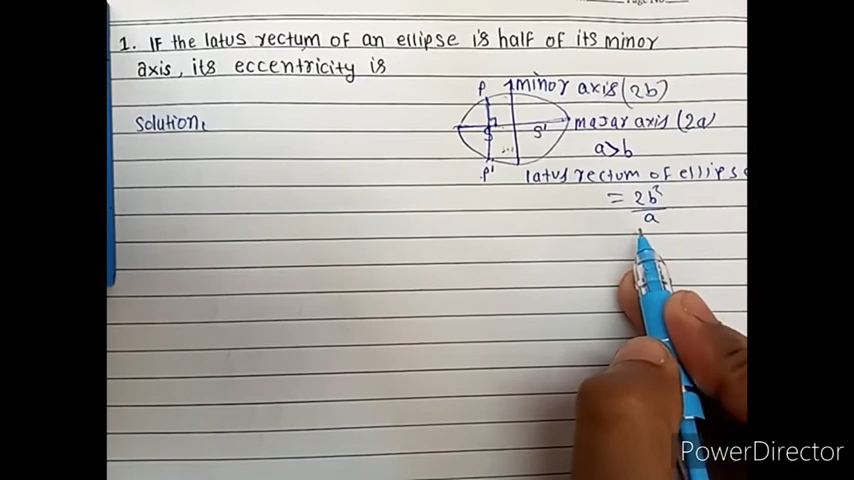 1. IF the latus rectum of an ellipse is half of its minor
axis, its eccentricity is
Solution:
P minor axis (2b)
S S' major axis (2a)
a>b
P' latus rectum of ellipse
= 2b²
a
PowerDirector